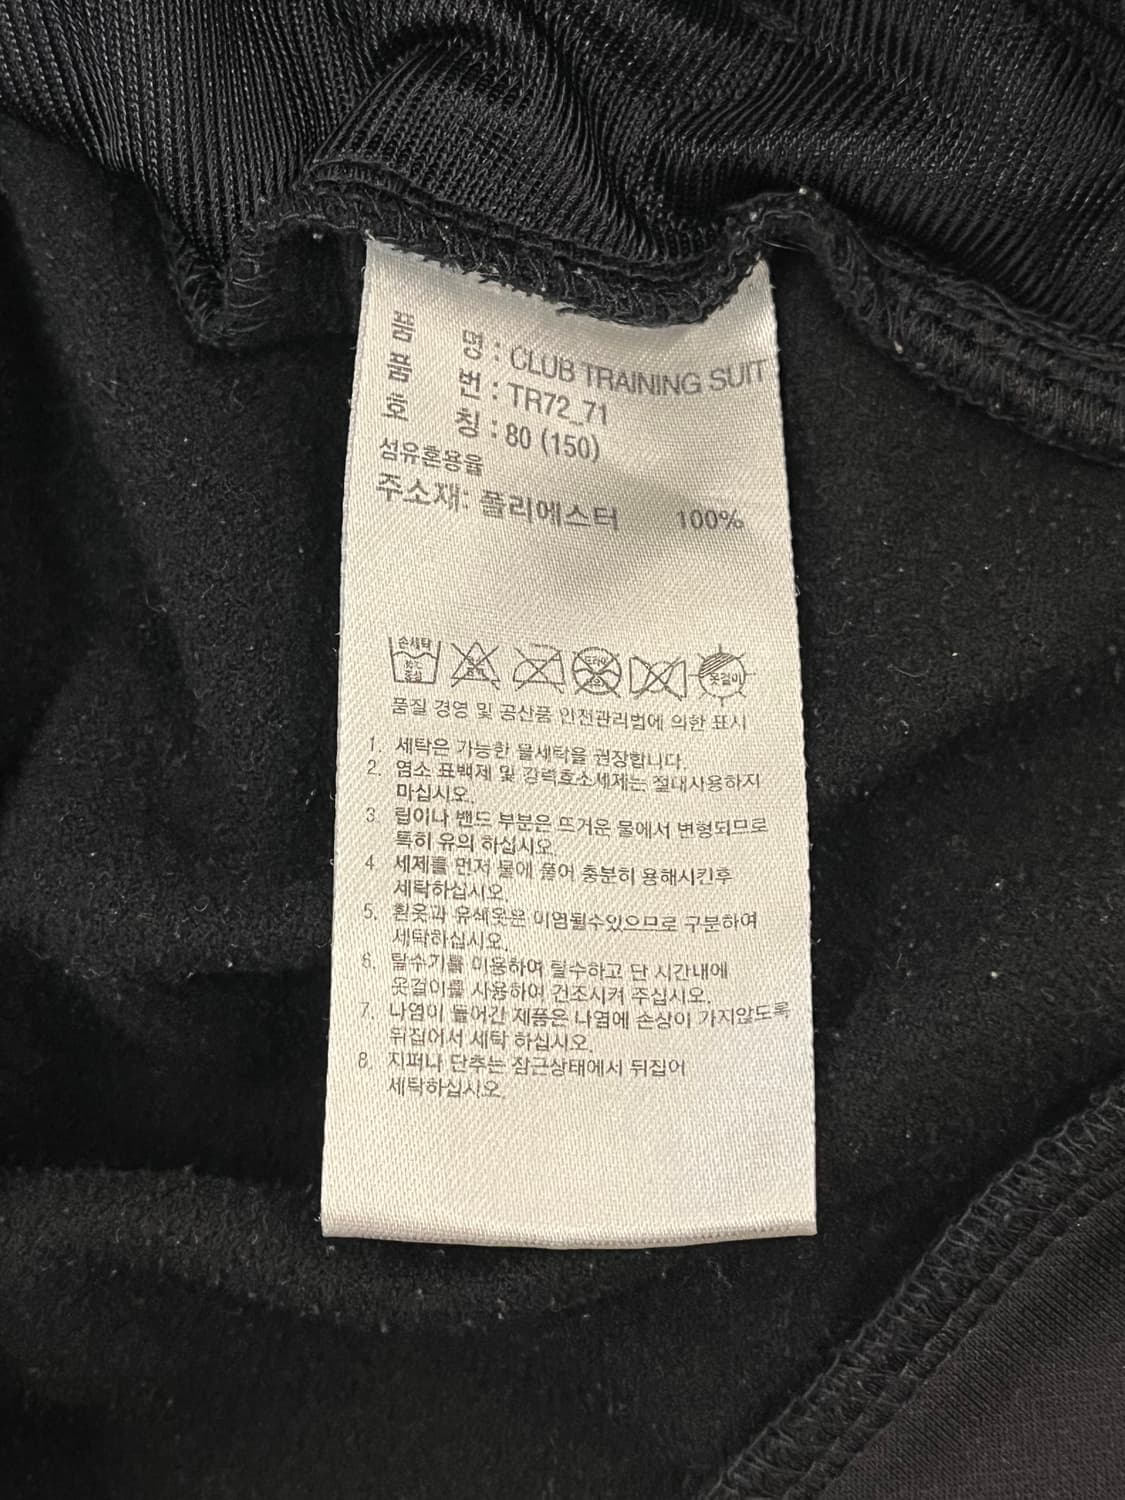 품 명 : CLUB TRAINING SUIT
품 번 : TR72_71
호 칭 : 80 (150)
섬유혼용율
주소재: 폴리에스터 100%
손세탁 중성 옷걸이
품질 경영 및 공산품 안전관리법에 의한 표시
1. 세탁은 가능한 물세탁을 권장합니다.
2. 염소 표백제 및 강력효소세제는 절대사용하지
마십시오.
3. 립이나 밴드 부분은 뜨거운 물에서 변형되므로
특히 유의 하십시오.
4. 세제를 먼저 물에 풀어 충분히 용해시킨후
세탁하십시오.
5. 흰옷과 유색옷은 이염될수있으므로 구분하여
세탁하십시오.
6. 탈수기를 이용하여 탈수하고 단 시간내에
옷걸이를 사용하여 건조시켜 주십시오.
7. 나염이 들어간 제품은 나염에 손상이 가지않도록
뒤집어서 세탁 하십시오.
8. 지퍼나 단추는 잠근상태에서 뒤집어
세탁하십시오.